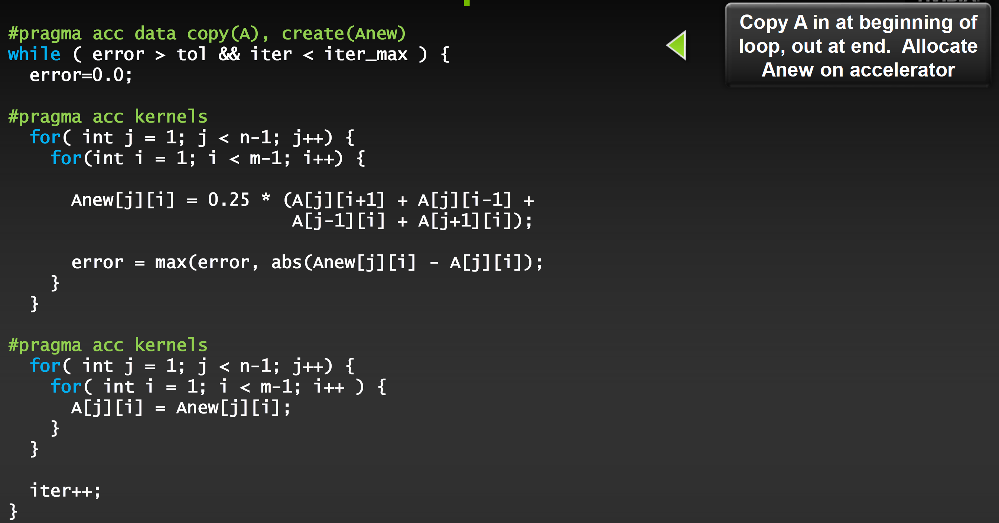 #pragma acc data copy(A), create(Anew)
while ( error > tol && iter < iter_max ) {
error=0.0;
#pragma acc kernels
for( int j = 1; j < n-1; j++) {
for(int i = 1; i < m-1; i++) {
Anew[j][i] = 0.25 * (A[j][i+1] + A[j][i-1] +
A[j-1][i] + A[j+1][i]);
error = max(error, abs(Anew[j][i] - A[j][i]);
}
}
#pragma acc kernels
for( int j = 1; j < n-1; j++) {
for( int i = 1; i < m-1; i++ ) {
A[j][i] = Anew[j][i];
}
}
iter++;
}
Copy A in at beginning of
loop, out at end.  Allocate
Anew on accelerator